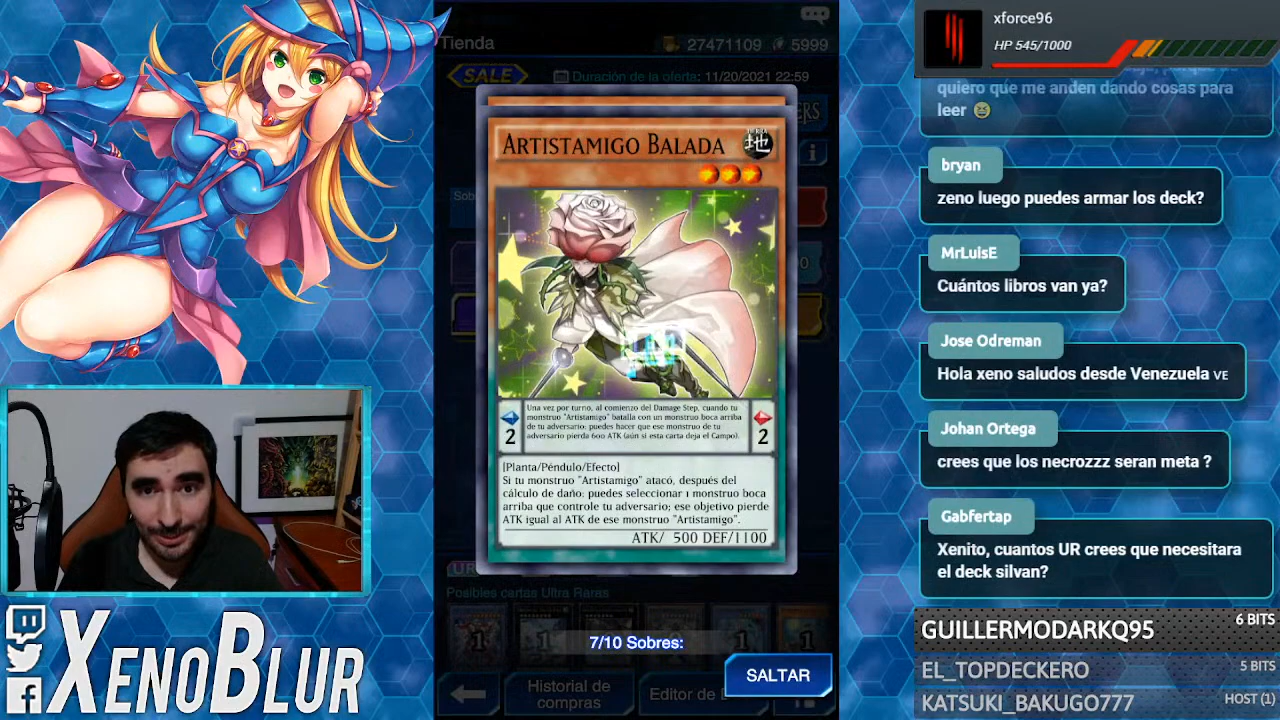 Tienda
27471109
5999
SALE
Duración de la oferta: 11/20/2021 22:59
ARTISTAMIGO BALADA
TIERRA
地
Una vez por turno, al comienzo del Damage Step, cuando tu
monstruo "Artistamigo" batalla con un monstruo boca arriba
de tu adversario: puedes hacer que ese monstruo de tu
adversario pierda 600 ATK (aún si esta carta deja el Campo).
2
2
[Planta/Péndulo/Efecto]
Si tu monstruo "Artistamigo" atacó, después del
cálculo de daño: puedes seleccionar 1 monstruo boca
arriba que controle tu adversario; ese objetivo pierde
ATK igual al ATK de ese monstruo "Artistamigo".
ATK/ 500 DEF/1100
UR
Posibles cartas Ultra Raras
1
1
1
1
7/10 Sobres:
SALTAR
Historial de
compras
Editor de
XENOBLUR
xforce96
HP 545/1000
quiero que me anden dando cosas para
leer 😆
bryan
zeno luego puedes armar los deck?
MrLuisE
Cuántos libros van ya?
Jose Odreman
Hola xeno saludos desde Venezuela VE
Johan Ortega
crees que los necrozzz seran meta ?
Gabfertap
Xenito, cuantos UR crees que necesitara
el deck silvan?
GUILLERMODARKQ95 6 BITS
EL_TOPDECKERO 5 BITS
KATSUKI_BAKUGO777 HOST (1)